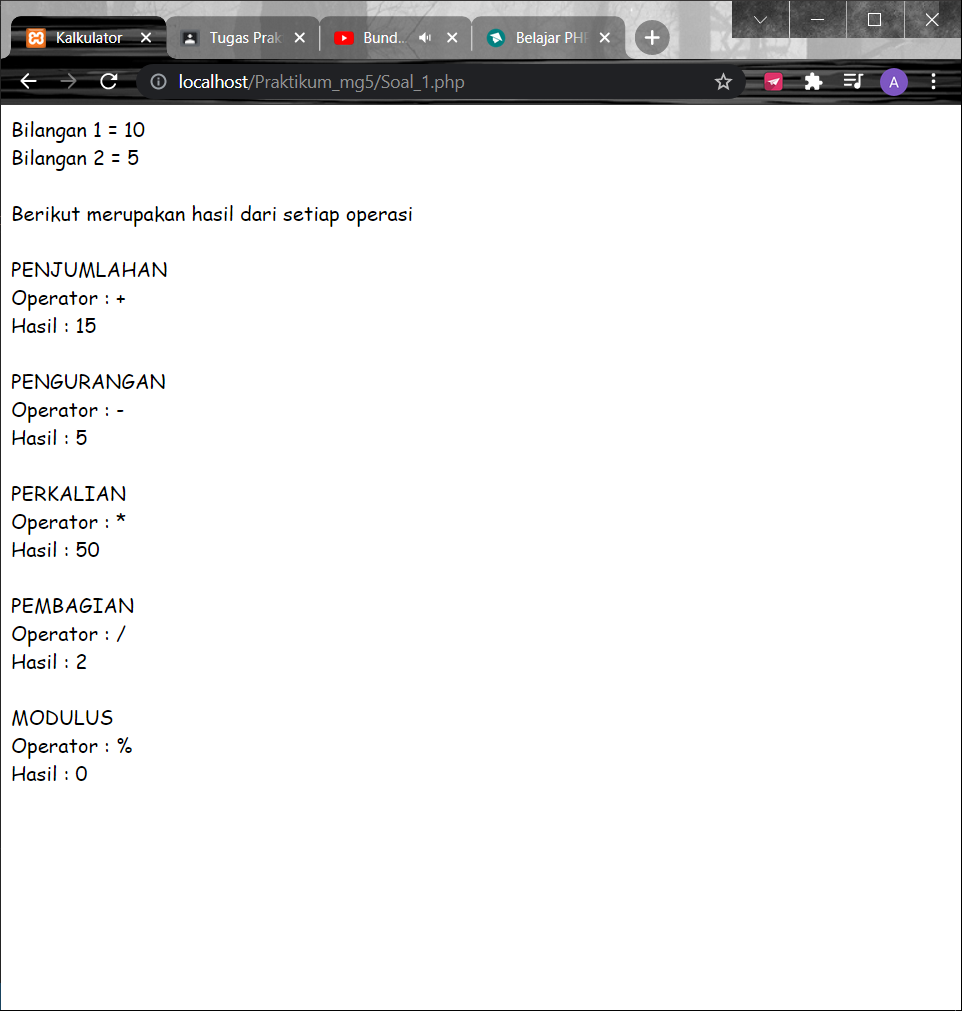 Kalkulator
Tugas Prak
Bund...
Belajar PHP
localhost/Praktikum_mg5/Soal_1.php
A
Bilangan 1 = 10
Bilangan 2 = 5
Berikut merupakan hasil dari setiap operasi
PENJUMLAHAN
Operator : +
Hasil : 15
PENGURANGAN
Operator : -
Hasil : 5
PERKALIAN
Operator : *
Hasil : 50
PEMBAGIAN
Operator : /
Hasil : 2
MODULUS
Operator : %
Hasil : 0